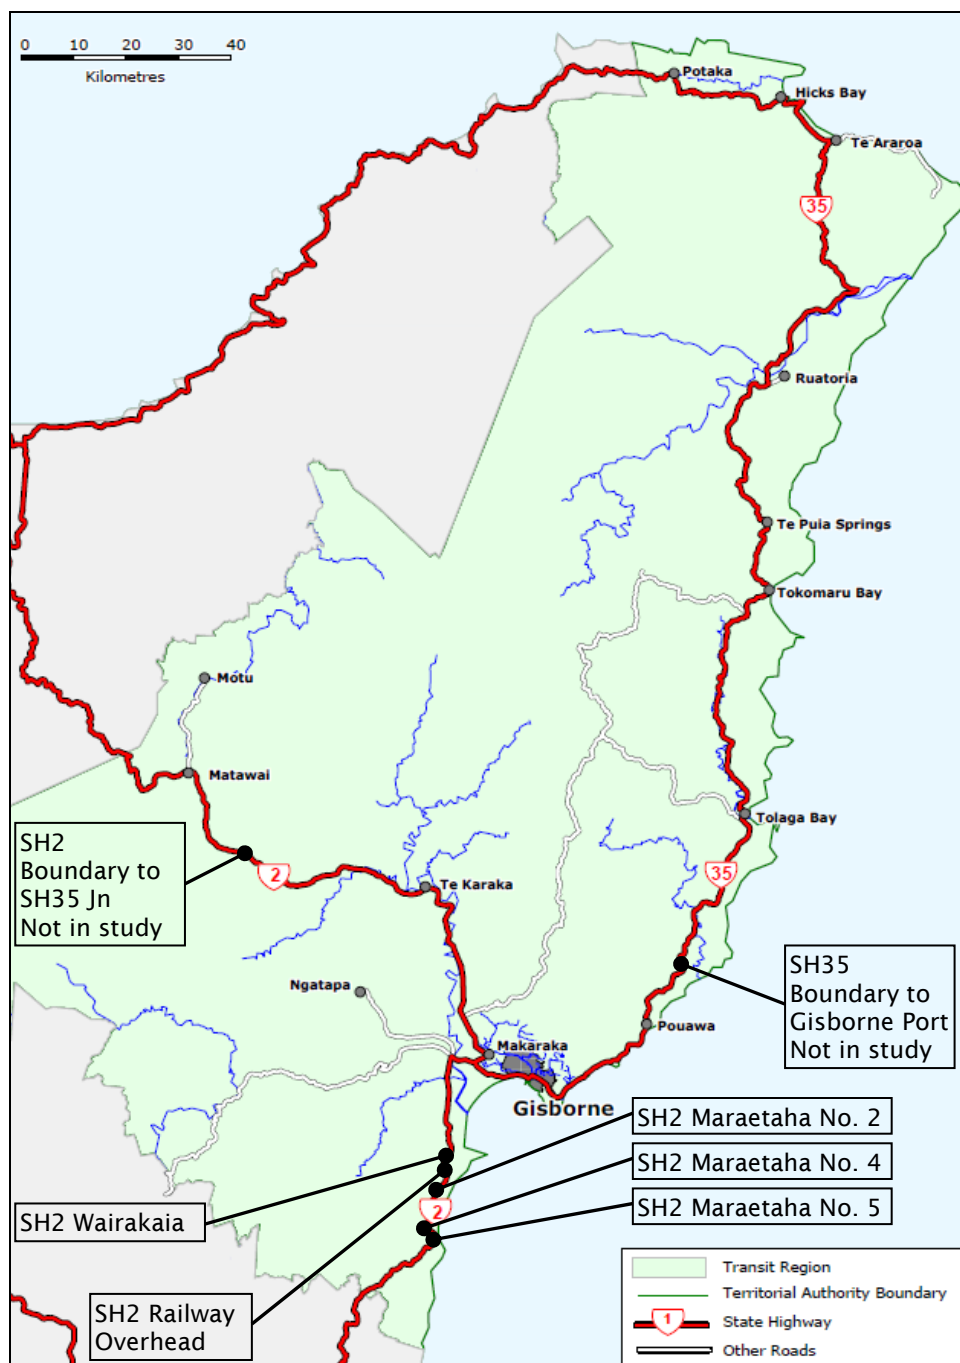 0 10 20 30 40
Kilometres
Potaka
Hicks Bay
Te Araroa
35
Ruatoria
Te Puia Springs
Tokomaru Bay
Motu
Matawai
Tolaga Bay
SH2
Boundary to
SH35 Jn
Not in study
2
Te Karaka
35
Ngatapa
SH35
Boundary to
Gisborne Port
Not in study
Pouawa
Makaraka
Gisborne
SH2 Maraetaha No. 2
SH2 Maraetaha No. 4
SH2 Maraetaha No. 5
SH2 Wairakaia
2
SH2 Railway
Overhead
Transit Region
Territorial Authority Boundary
1
State Highway
Other Roads